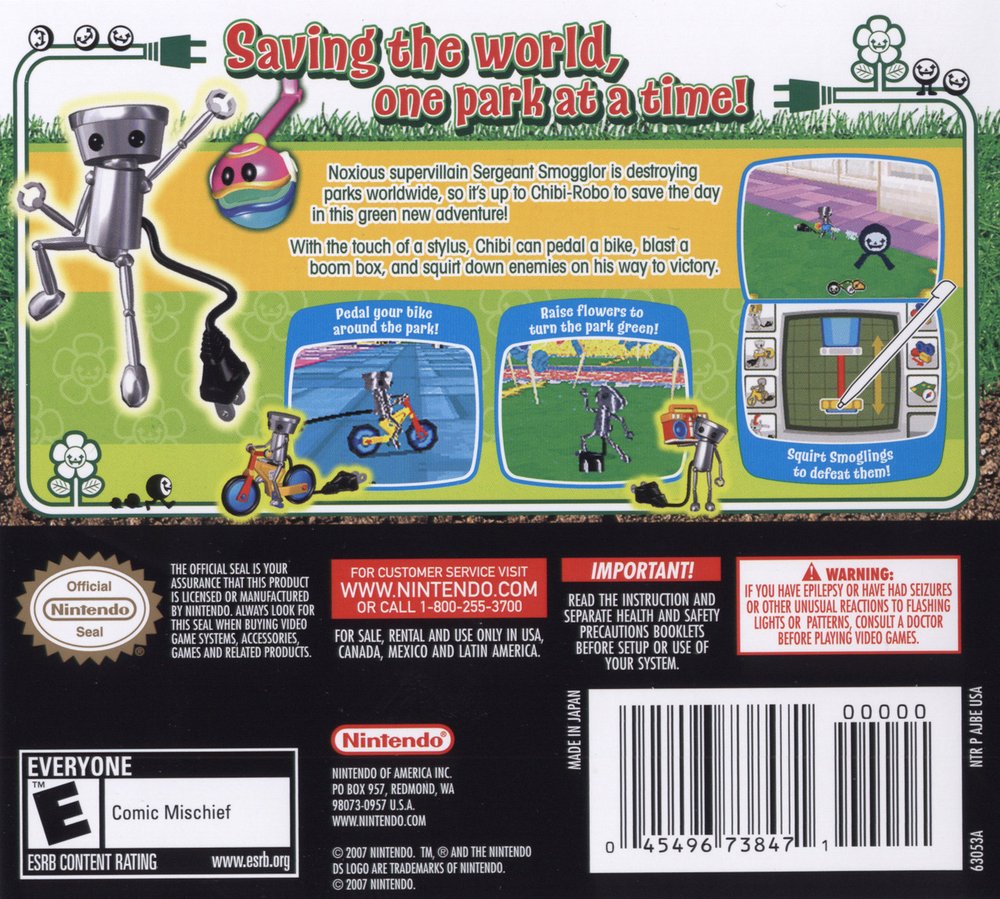 Saving the world,
one park at a time!
Noxious supervillain Sergeant Smogglor is destroying
parks worldwide, so it's up to Chibi-Robo to save the day
in this green new adventure!
With the touch of a stylus, Chibi can pedal a bike, blast a
boom box, and squirt down enemies on his way to victory.
Pedal your bike
around the park!
Raise flowers to
turn the park green!
Squirt Smoglings
to defeat them!
Official
Nintendo
Seal
®
THE OFFICIAL SEAL IS YOUR
ASSURANCE THAT THIS PRODUCT
IS LICENSED OR MANUFACTURED
BY NINTENDO. ALWAYS LOOK FOR
THIS SEAL WHEN BUYING VIDEO
GAME SYSTEMS, ACCESSORIES,
GAMES AND RELATED PRODUCTS.
FOR CUSTOMER SERVICE VISIT
WWW.NINTENDO.COM
OR CALL 1-800-255-3700
FOR SALE, RENTAL AND USE ONLY IN USA,
CANADA, MEXICO AND LATIN AMERICA.
IMPORTANT!
READ THE INSTRUCTION AND
SEPARATE HEALTH AND SAFETY
PRECAUTIONS BOOKLETS
BEFORE SETUP OR USE OF
YOUR SYSTEM.
WARNING:
IF YOU HAVE EPILEPSY OR HAVE HAD SEIZURES
OR OTHER UNUSUAL REACTIONS TO FLASHING
LIGHTS OR PATTERNS, CONSULT A DOCTOR
BEFORE PLAYING VIDEO GAMES.
EVERYONE
TM
E
Comic Mischief
ESRB CONTENT RATING www.esrb.org
Nintendo®
NINTENDO OF AMERICA INC.
PO BOX 957, REDMOND, WA
98073-0957 U.S.A.
WWW.NINTENDO.COM
© 2007 NINTENDO. TM, ® AND THE NINTENDO
DS LOGO ARE TRADEMARKS OF NINTENDO.
© 2007 NINTENDO.
MADE IN JAPAN
00000
0 45496 73847 1
NTR P AJBE USA
63053A